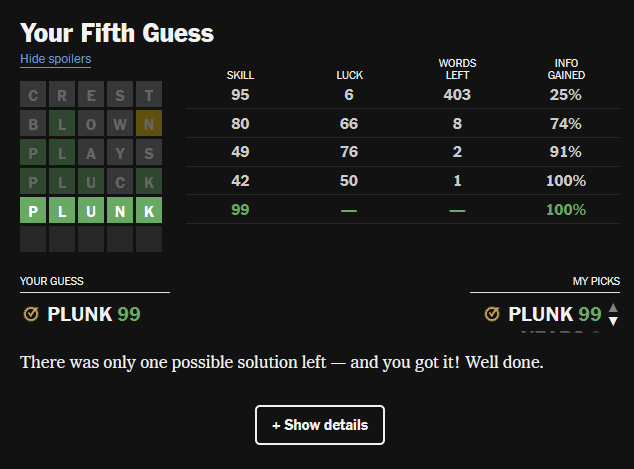 Your Fifth Guess
Hide spoilers
SKILL LUCK WORDS LEFT INFO GAINED
C R E S T 95 6 403 25%
B L O W N 80 66 8 74%
P L A Y S 49 76 2 91%
P L U C K 42 50 1 100%
P L U N K 99 — — 100%
YOUR GUESS MY PICKS
PLUNK 99 PLUNK 99
There was only one possible solution left — and you got it! Well done.
+ Show details